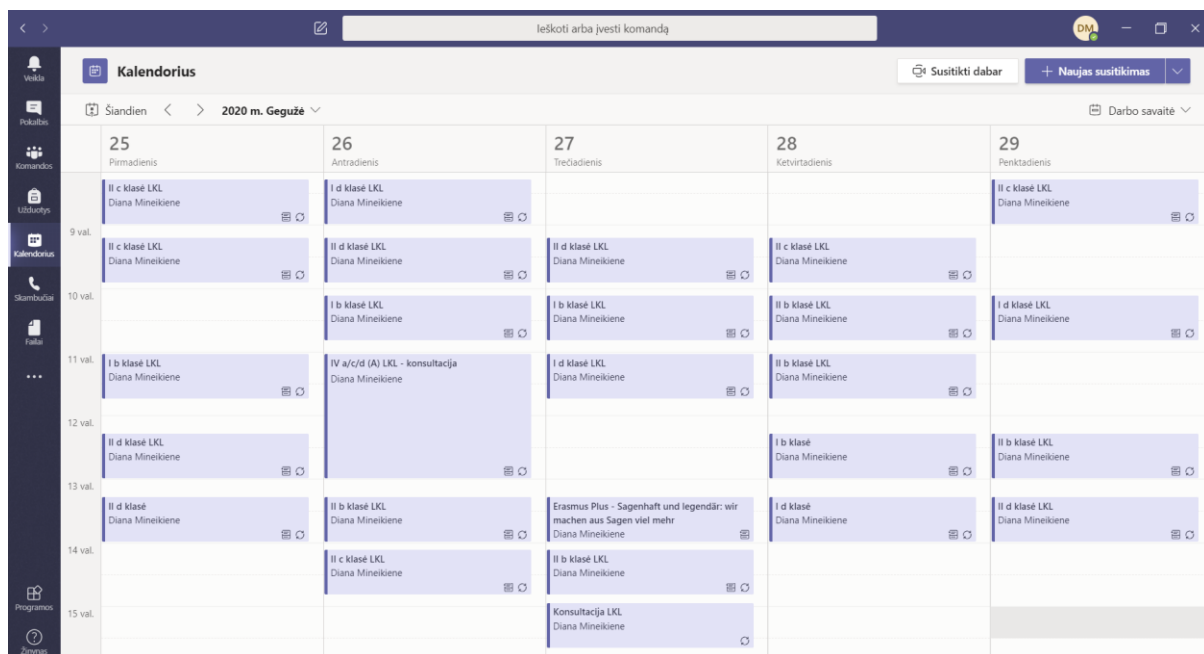 Ieškoti arba įvesti komandą
DM
Veikla
Pokalbis
Komandos
Užduotys
Kalendorius
Skambučiai
Failai
Programos
Žinynas
Kalendorius
Susitikti dabar
Naujas susitikimas
Šiandien
2020 m. Gegužė
Darbo savaitė
25
Pirmadienis
26
Antradienis
27
Trečiadienis
28
Ketvirtadienis
29
Penktadienis
9 val.
10 val.
11 val.
12 val.
13 val.
14 val.
15 val.
II c klasė LKL
Diana Mineikiene
II c klasė LKL
Diana Mineikiene
I b klasė LKL
Diana Mineikiene
II d klasė LKL
Diana Mineikiene
II d klasė
Diana Mineikiene
I d klasė LKL
Diana Mineikiene
II d klasė LKL
Diana Mineikiene
I b klasė LKL
Diana Mineikiene
IV a/c/d (A) LKL - konsultacija
Diana Mineikiene
II b klasė LKL
Diana Mineikiene
II c klasė LKL
Diana Mineikiene
II d klasė LKL
Diana Mineikiene
I b klasė LKL
Diana Mineikiene
I d klasė LKL
Diana Mineikiene
Erasmus Plus - Sagenhaft und legendär: wir
machen aus Sagen viel mehr
Diana Mineikiene
II b klasė LKL
Diana Mineikiene
Konsultacija LKL
Diana Mineikiene
II c klasė LKL
Diana Mineikiene
II b klasė LKL
Diana Mineikiene
II b klasė LKL
Diana Mineikiene
I b klasė
Diana Mineikiene
I d klasė
Diana Mineikiene
II c klasė LKL
Diana Mineikiene
I d klasė LKL
Diana Mineikiene
II b klasė LKL
Diana Mineikiene
II d klasė LKL
Diana Mineikiene